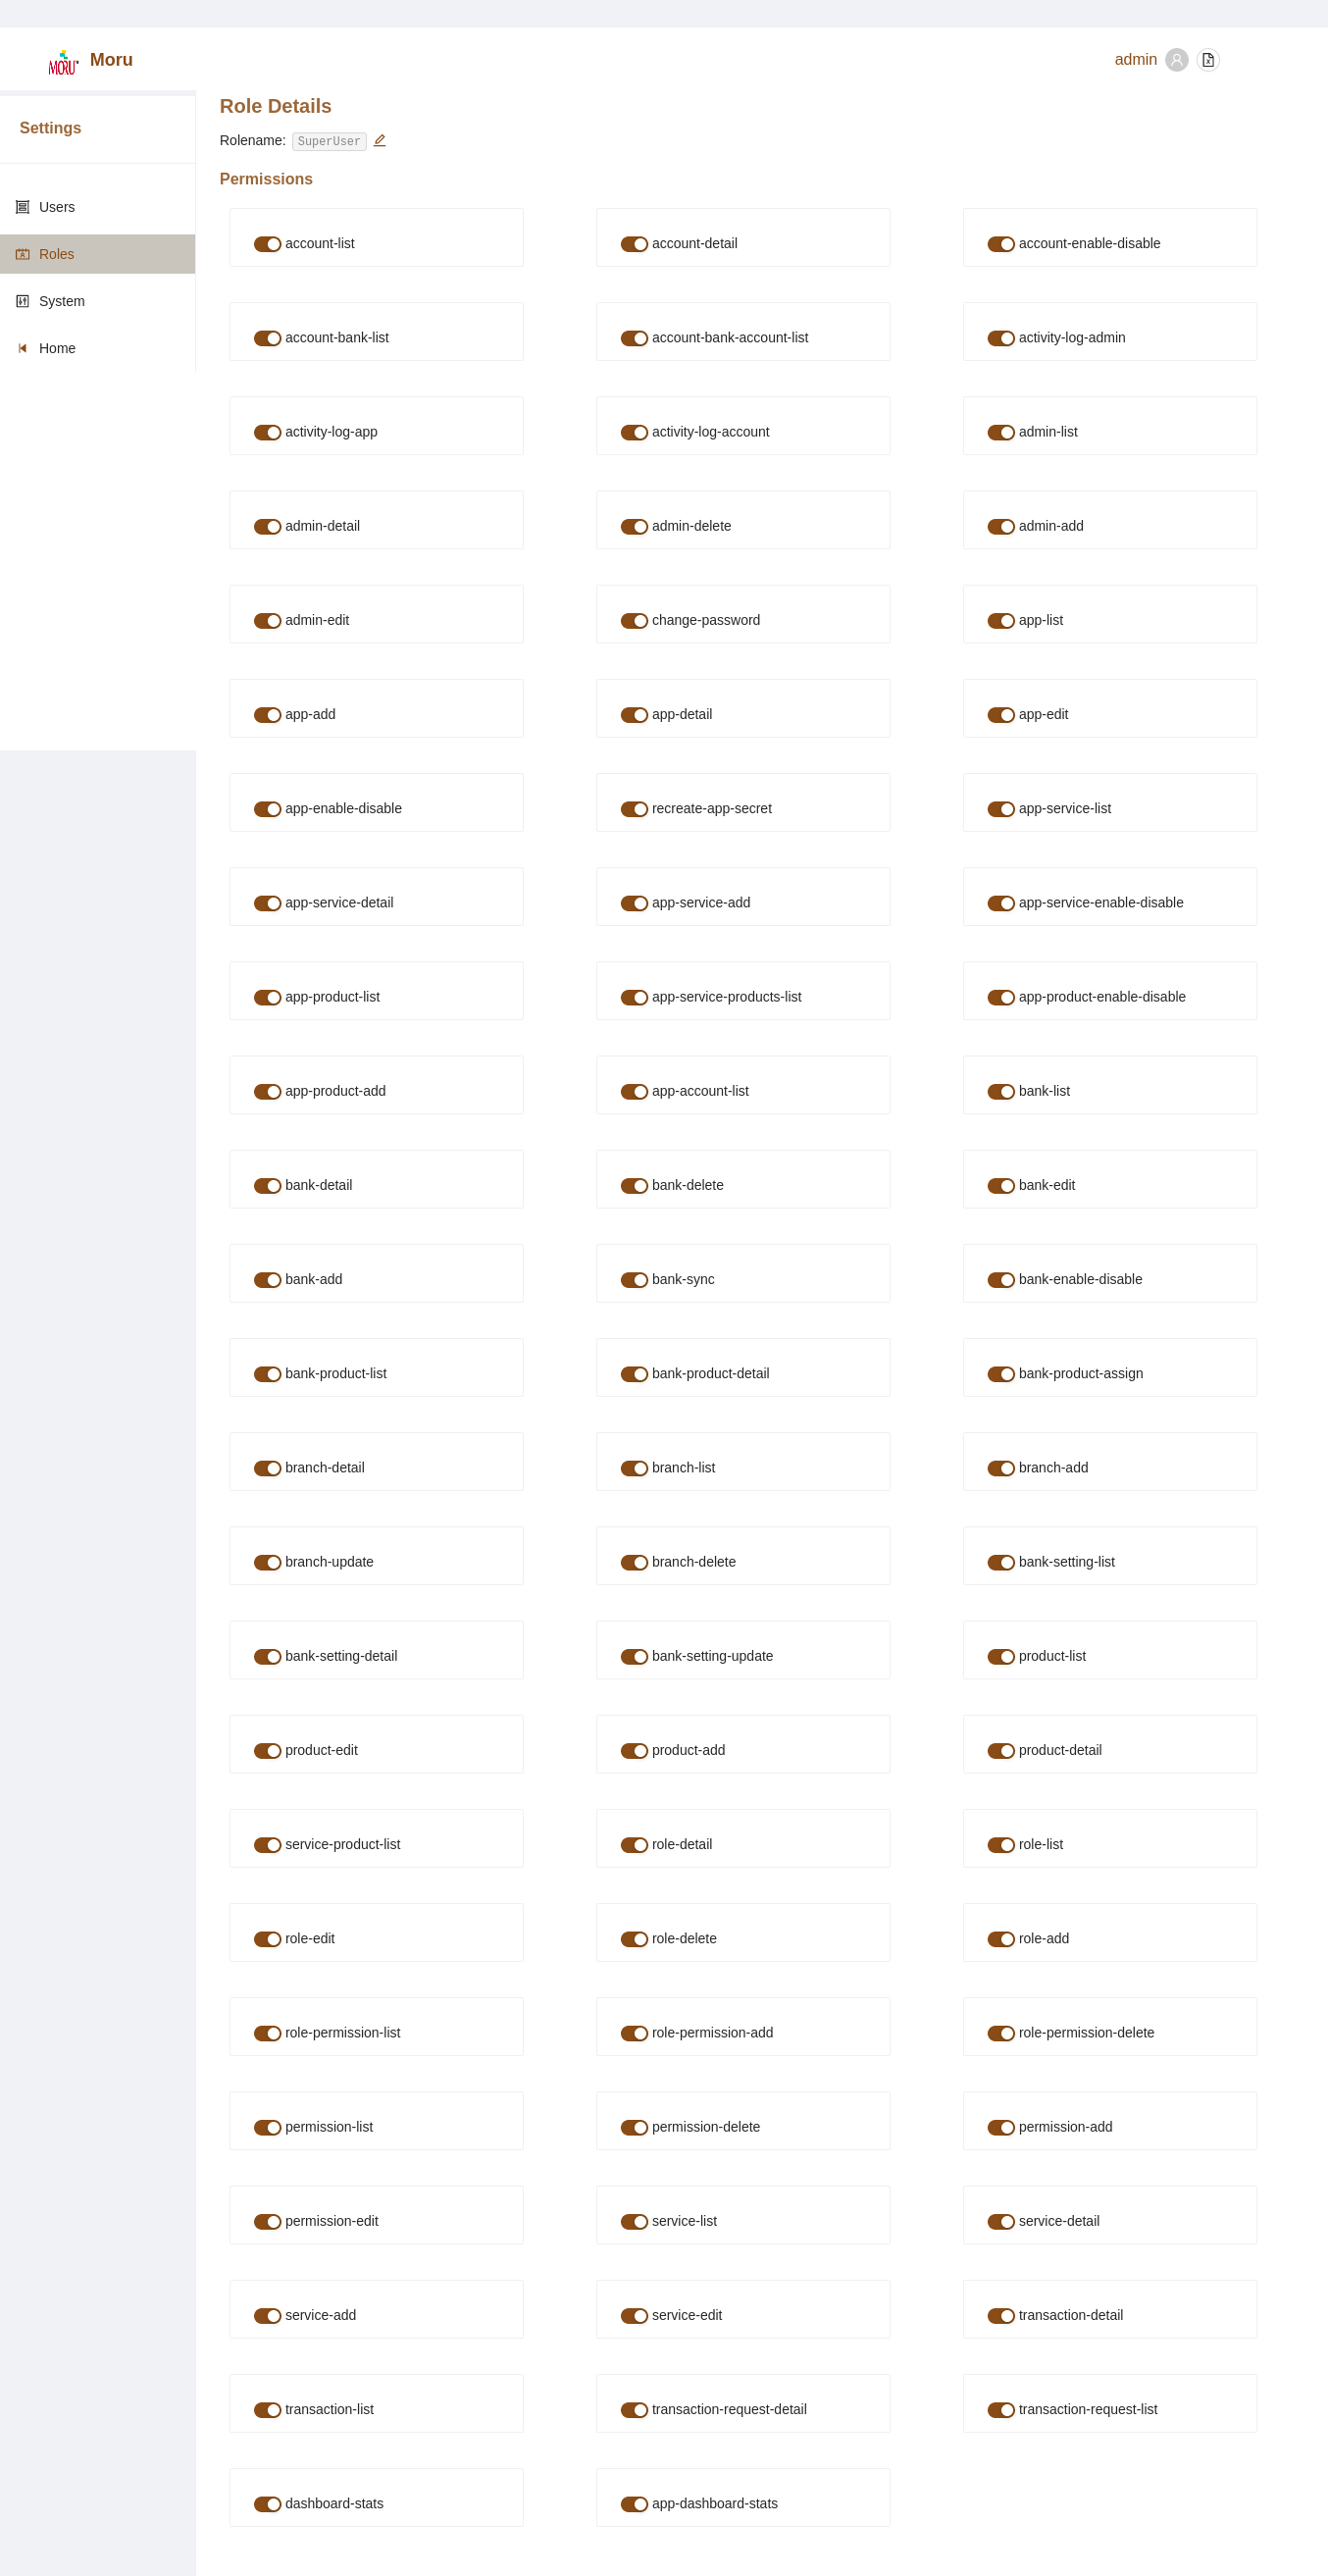 MORU Moru
admin
Settings
Users
Roles
System
Home
Role Details
Rolename: SuperUser
Permissions
account-list account-detail account-enable-disable
account-bank-list account-bank-account-list activity-log-admin
activity-log-app activity-log-account admin-list
admin-detail admin-delete admin-add
admin-edit change-password app-list
app-add app-detail app-edit
app-enable-disable recreate-app-secret app-service-list
app-service-detail app-service-add app-service-enable-disable
app-product-list app-service-products-list app-product-enable-disable
app-product-add app-account-list bank-list
bank-detail bank-delete bank-edit
bank-add bank-sync bank-enable-disable
bank-product-list bank-product-detail bank-product-assign
branch-detail branch-list branch-add
branch-update branch-delete bank-setting-list
bank-setting-detail bank-setting-update product-list
product-edit product-add product-detail
service-product-list role-detail role-list
role-edit role-delete role-add
role-permission-list role-permission-add role-permission-delete
permission-list permission-delete permission-add
permission-edit service-list service-detail
service-add service-edit transaction-detail
transaction-list transaction-request-detail transaction-request-list
dashboard-stats app-dashboard-stats